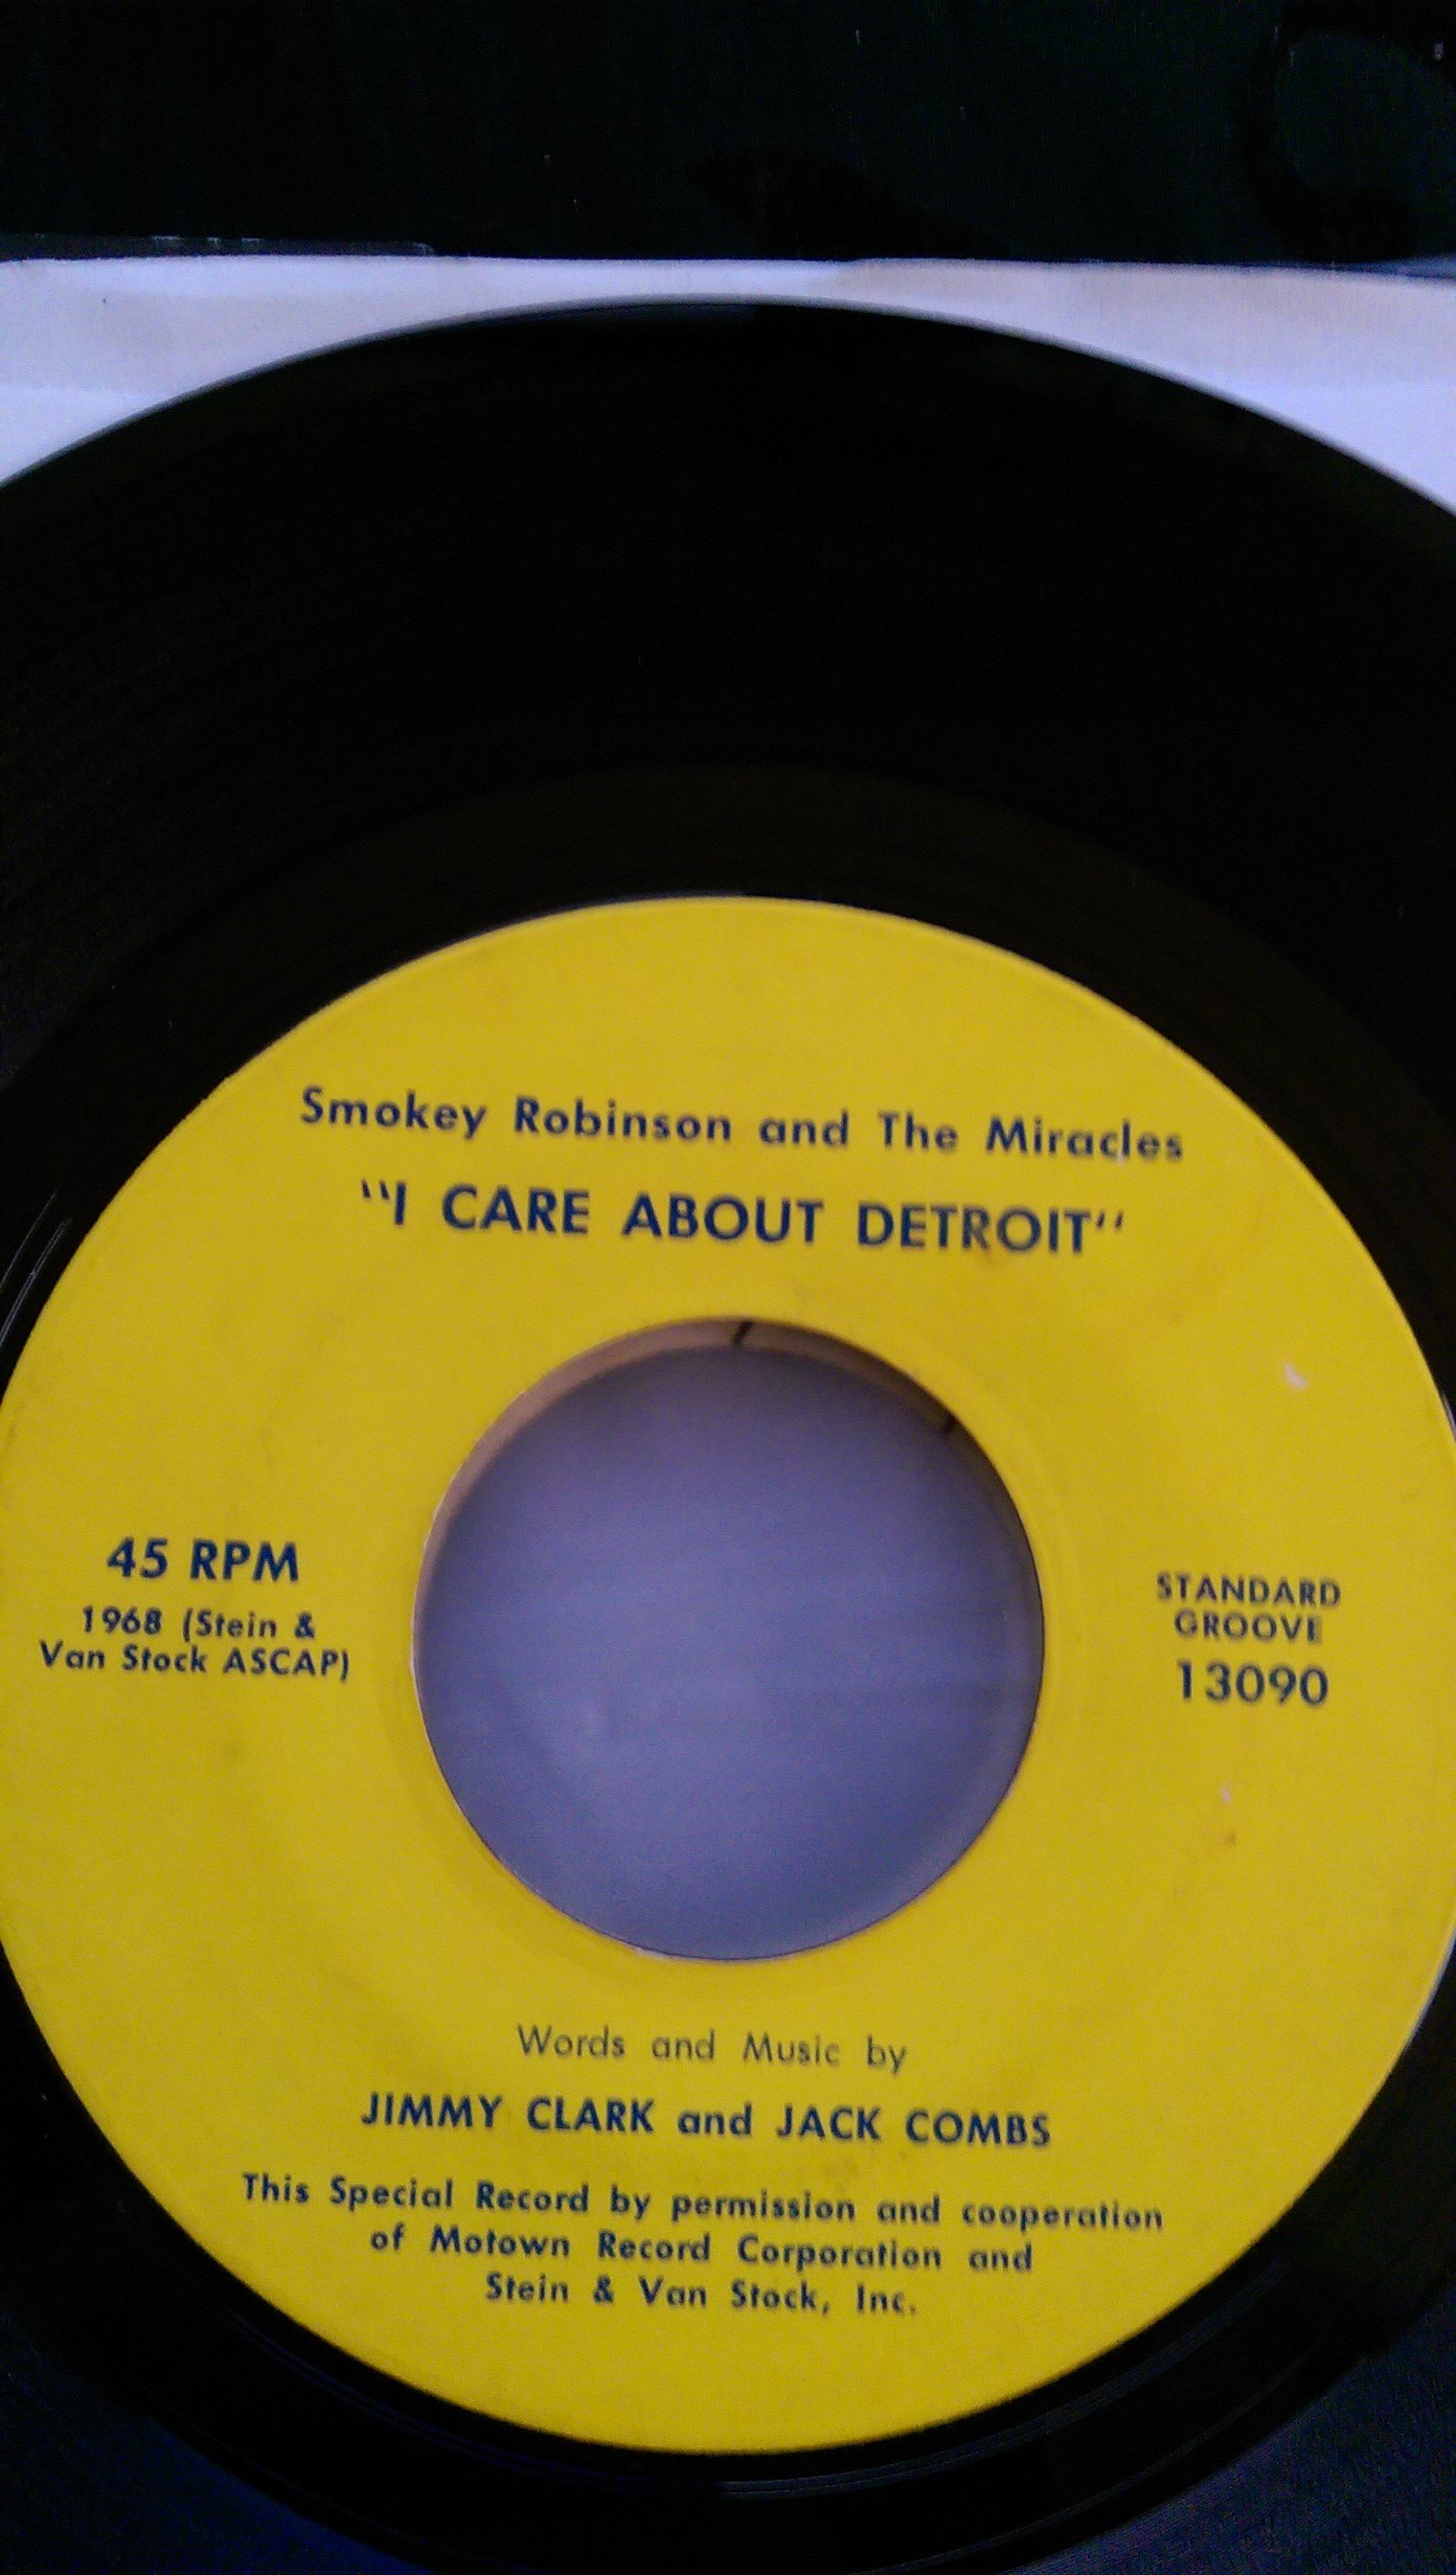 Smokey Robinson and The Miracles
"I CARE ABOUT DETROIT"
45 RPM
1968 (Stein &
Van Stock ASCAP)
STANDARD
GROOVE
13090
Words and Music by
JIMMY CLARK and JACK COMBS
This Special Record by permission and cooperation
of Motown Record Corporation and
Stein & Van Stock, Inc.